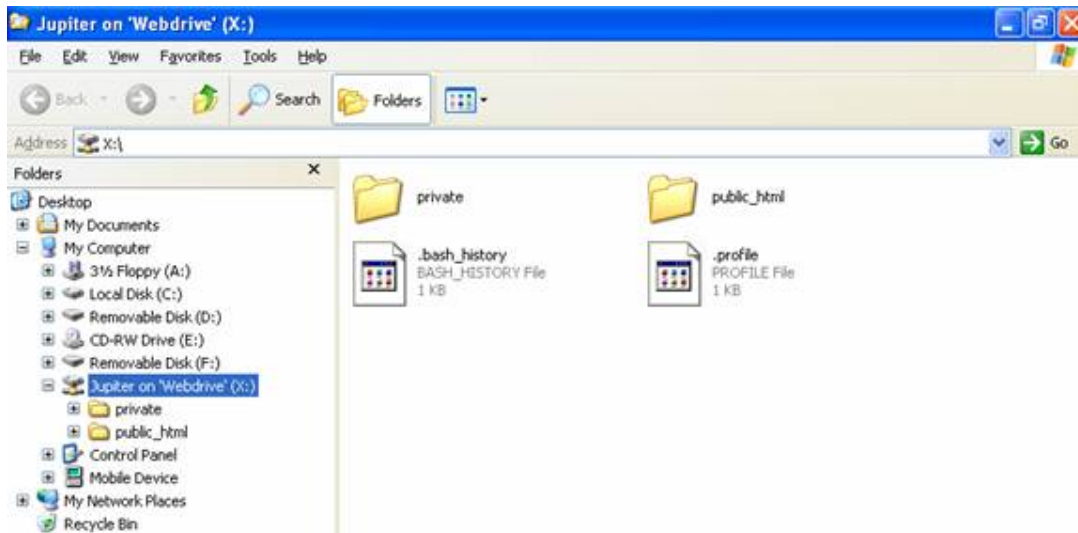 Jupiter on 'Webdrive' (X:)
File Edit View Favorites Tools Help
Back Search Folders
Address X:\ Go
Folders
Desktop
My Documents
My Computer
3½ Floppy (A:)
Local Disk (C:)
Removable Disk (D:)
CD-RW Drive (E:)
Removable Disk (F:)
Jupiter on 'Webdrive' (X:)
private
public_html
Control Panel
Mobile Device
My Network Places
Recycle Bin
private
public_html
.bash_history
BASH_HISTORY File
1 KB
.profile
PROFILE File
1 KB